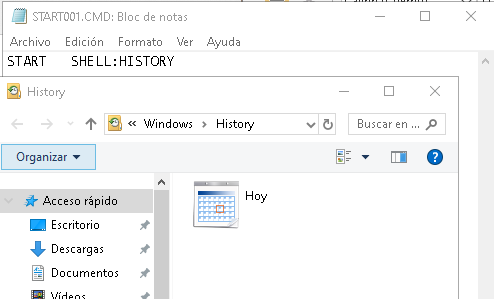 START001.CMD: Bloc de notas
Archivo Edición Formato Ver Ayuda
START SHELL:HISTORY
History
« Windows > History
Buscar en ...
Organizar
Acceso rápido
Escritorio
Descargas
Documentos
Vídeos
Hoy